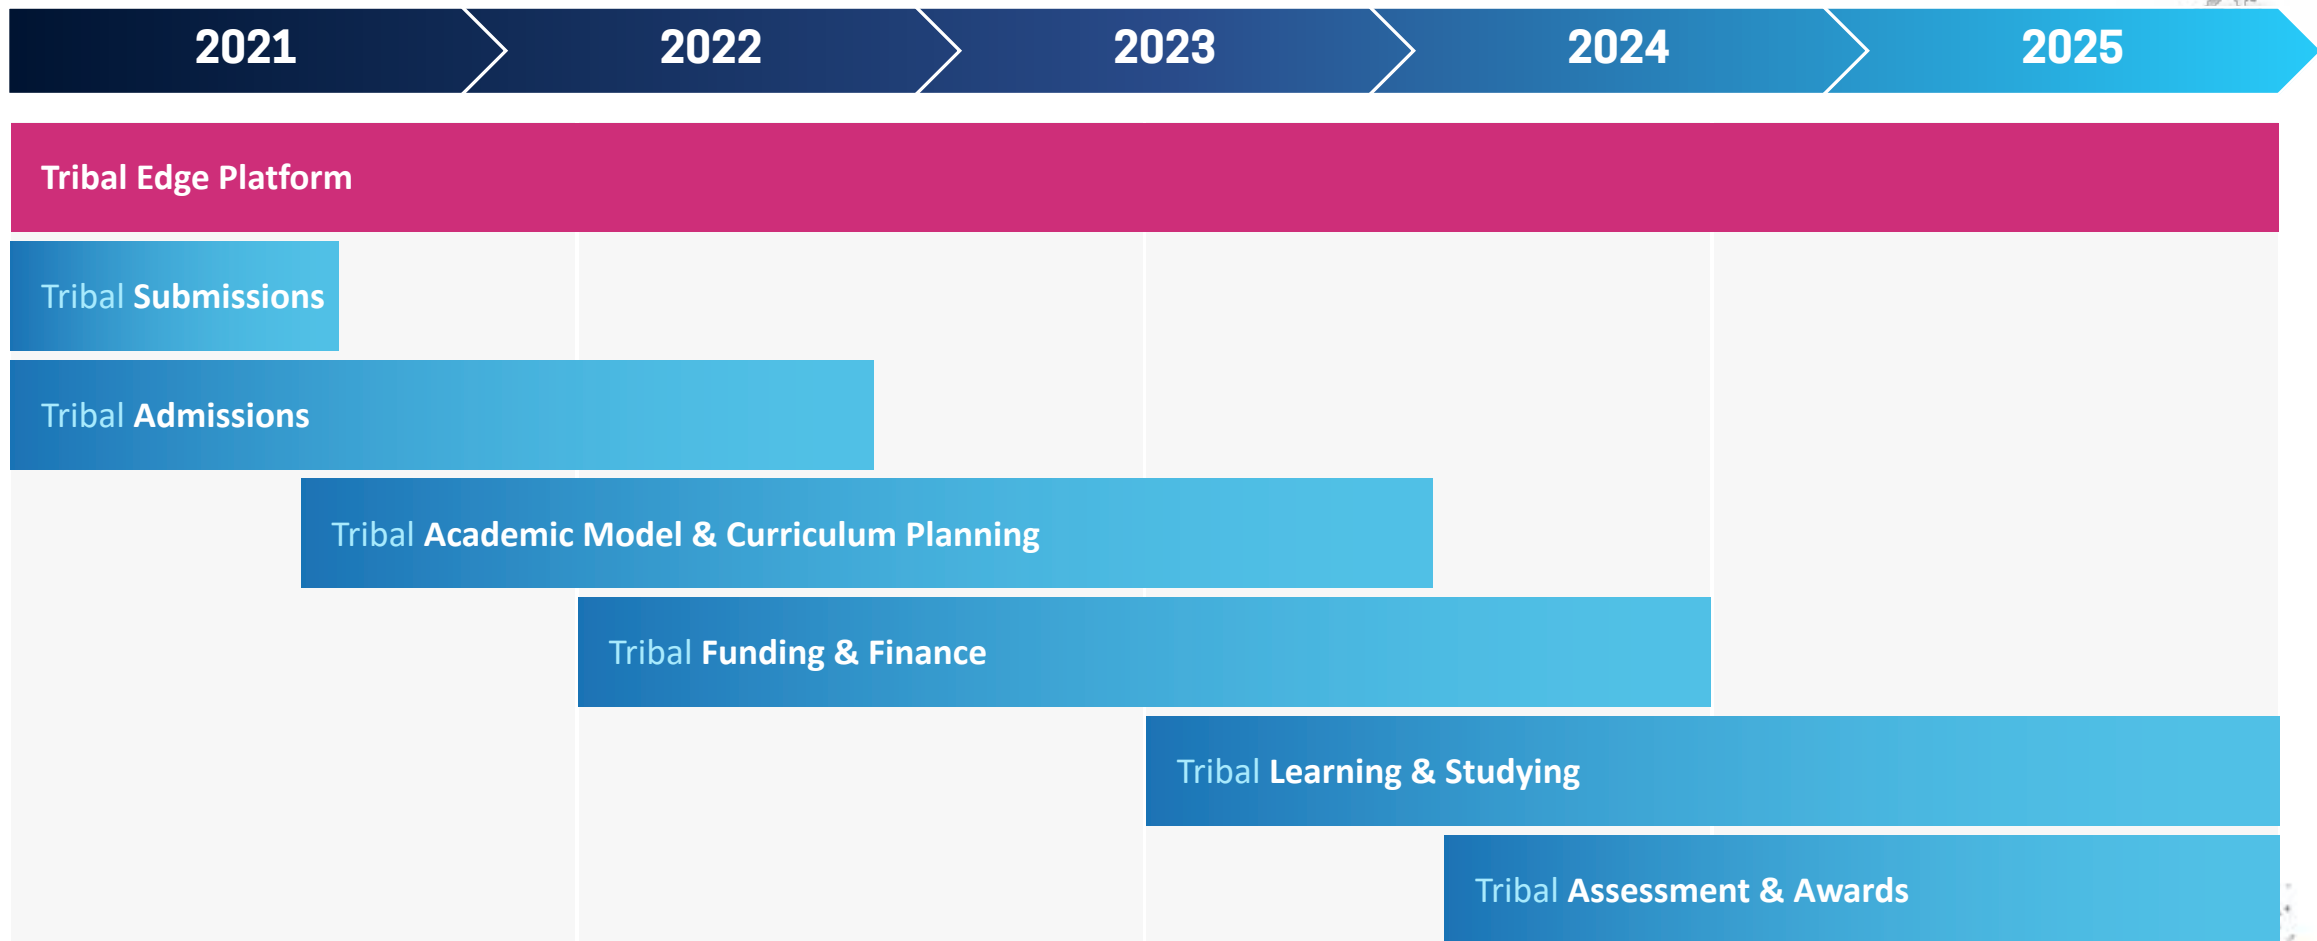 2021 2022 2023 2024 2025
Tribal Edge Platform
Tribal Submissions
Tribal Admissions
Tribal Academic Model & Curriculum Planning
Tribal Funding & Finance
Tribal Learning & Studying
Tribal Assessment & Awards